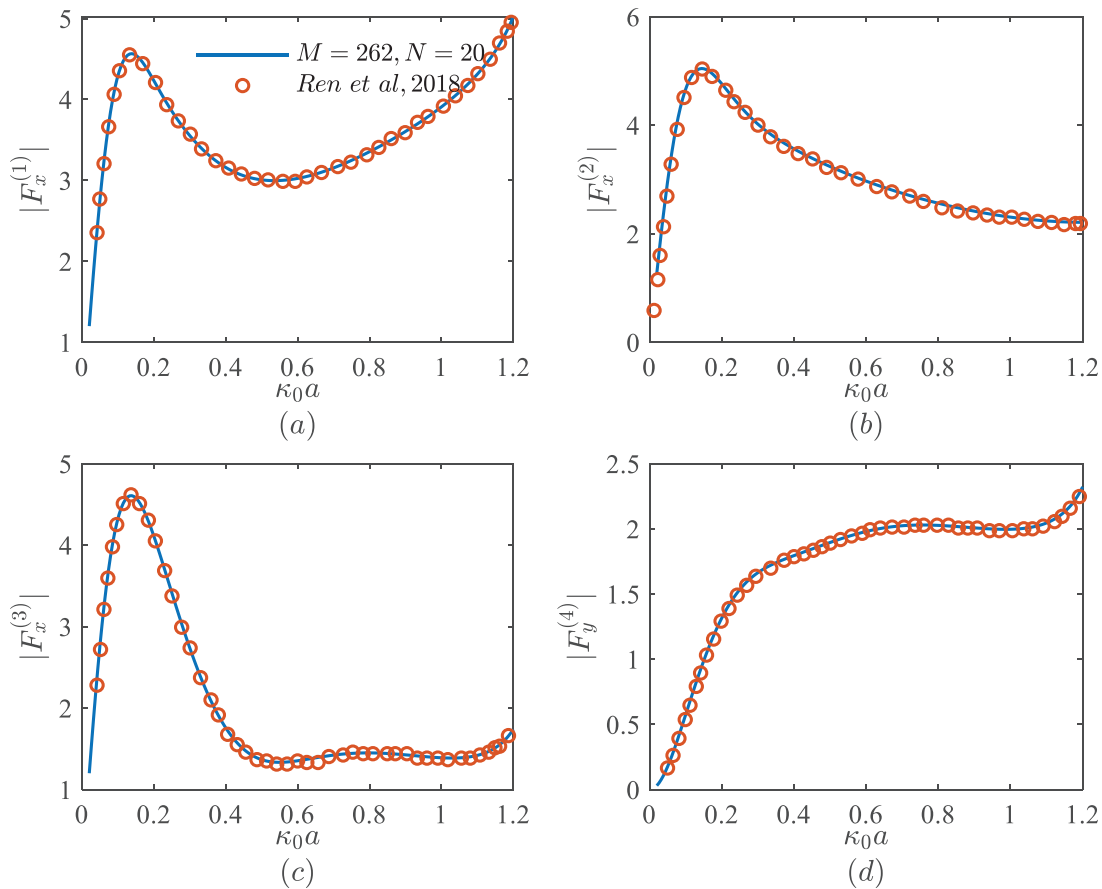 5
4
3
2
1
|F_x^{(1)}|
M = 262, N = 20
Ren et al, 2018
0 0.2 0.4 0.6 0.8 1 1.2
κ₀a
(a)
6
4
2
0
|F_x^{(2)}|
0 0.2 0.4 0.6 0.8 1 1.2
κ₀a
(b)
5
4
3
2
1
|F_x^{(3)}|
0 0.2 0.4 0.6 0.8 1 1.2
κ₀a
(c)
2.5
2
1.5
1
0.5
0
|F_y^{(4)}|
0 0.2 0.4 0.6 0.8 1 1.2
κ₀a
(d)